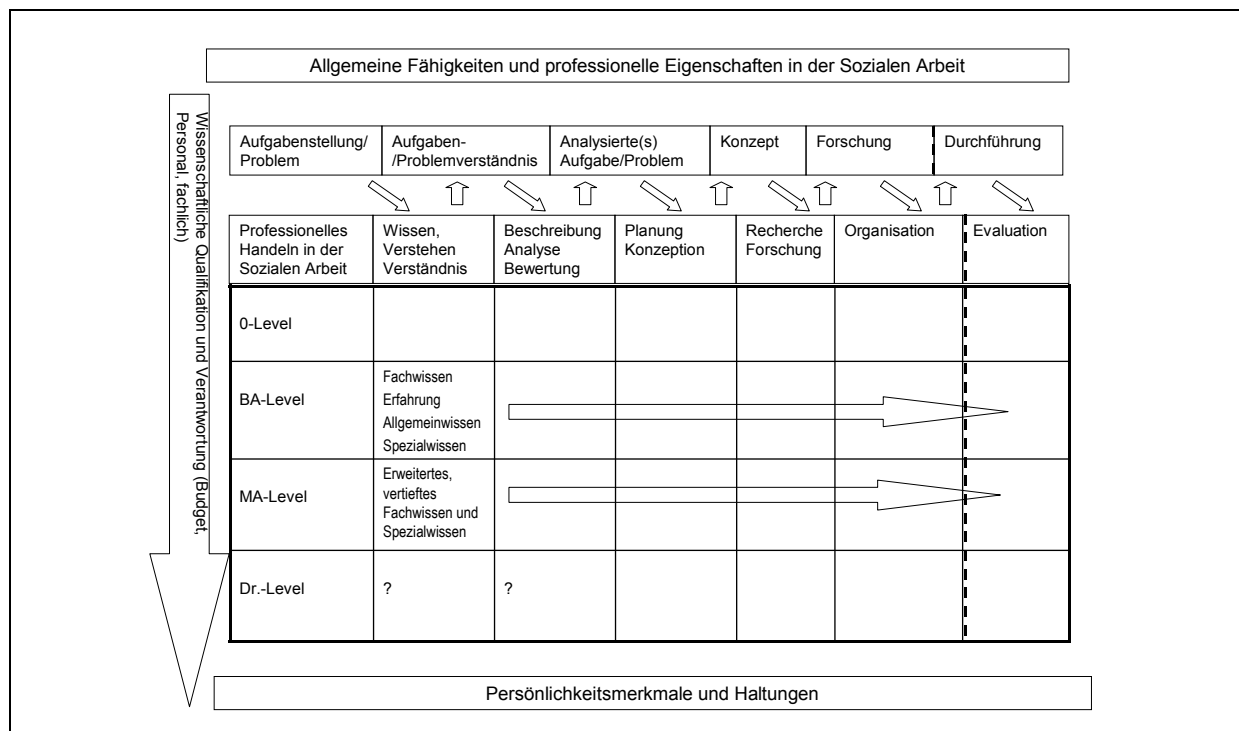 Allgemeine Fähigkeiten und professionelle Eigenschaften in der Sozialen Arbeit
Wissenschaftliche Qualifikation und Verantwortung (Budget,
Personal, fachlich)
Aufgabenstellung/
Problem
Aufgaben-
/Problemverständnis
Analysierte(s)
Aufgabe/Problem
Konzept
Forschung
Durchführung
Professionelles
Handeln in der
Sozialen Arbeit
Wissen,
Verstehen
Verständnis
Beschreibung
Analyse
Bewertung
Planung
Konzeption
Recherche
Forschung
Organisation
Evaluation
0-Level
BA-Level
Fachwissen
Erfahrung
Allgemeinwissen
Spezialwissen
MA-Level
Erweitertes,
vertieftes
Fachwissen und
Spezialwissen
Dr.-Level
?
?
Persönlichkeitsmerkmale und Haltungen